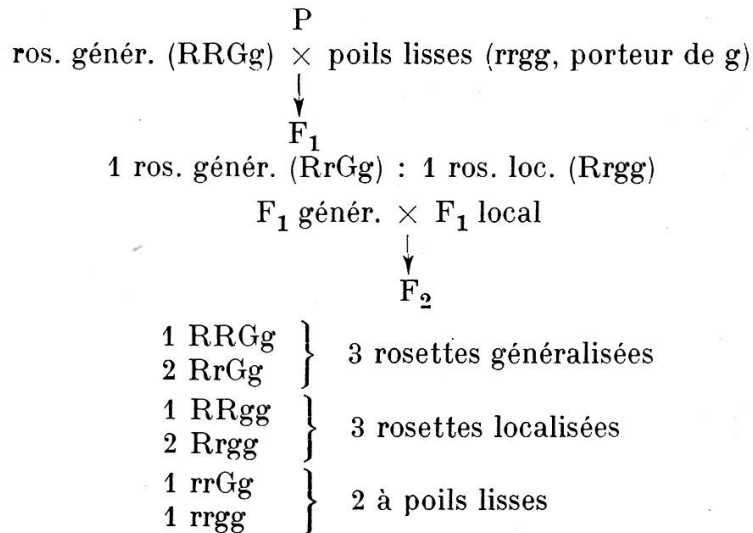 P
ros. génér. (RRGg) × poils lisses (rrgg, porteur de g)
F₁
1 ros. génér. (RrGg) : 1 ros. loc. (Rrgg)
F₁ génér. × F₁ local
F₂
1 RRGg
2 RrGg
3 rosettes généralisées
1 RRgg
2 Rrgg
3 rosettes localisées
1 rrGg
1 rrgg
2 à poils lisses